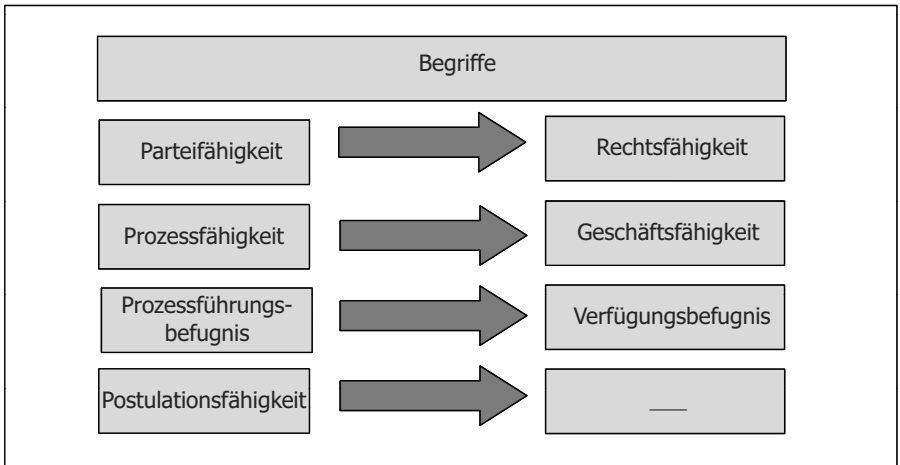 Begriffe
Parteifähigkeit
Rechtsfähigkeit
Prozessfähigkeit
Geschäftsfähigkeit
Prozessführungs-
befugnis
Verfügungsbefugnis
Postulationsfähigkeit
___